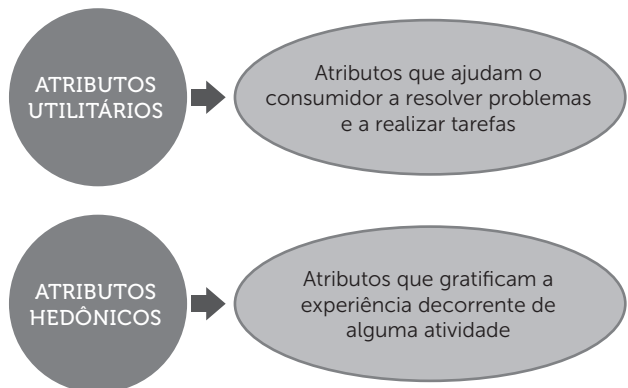 ATRIBUTOS
UTILITÁRIOS
Atributos que ajudam o
consumidor a resolver problemas
e a realizar tarefas
ATRIBUTOS
HEDÔNICOS
Atributos que gratificam a
experiência decorrente de
alguma atividade